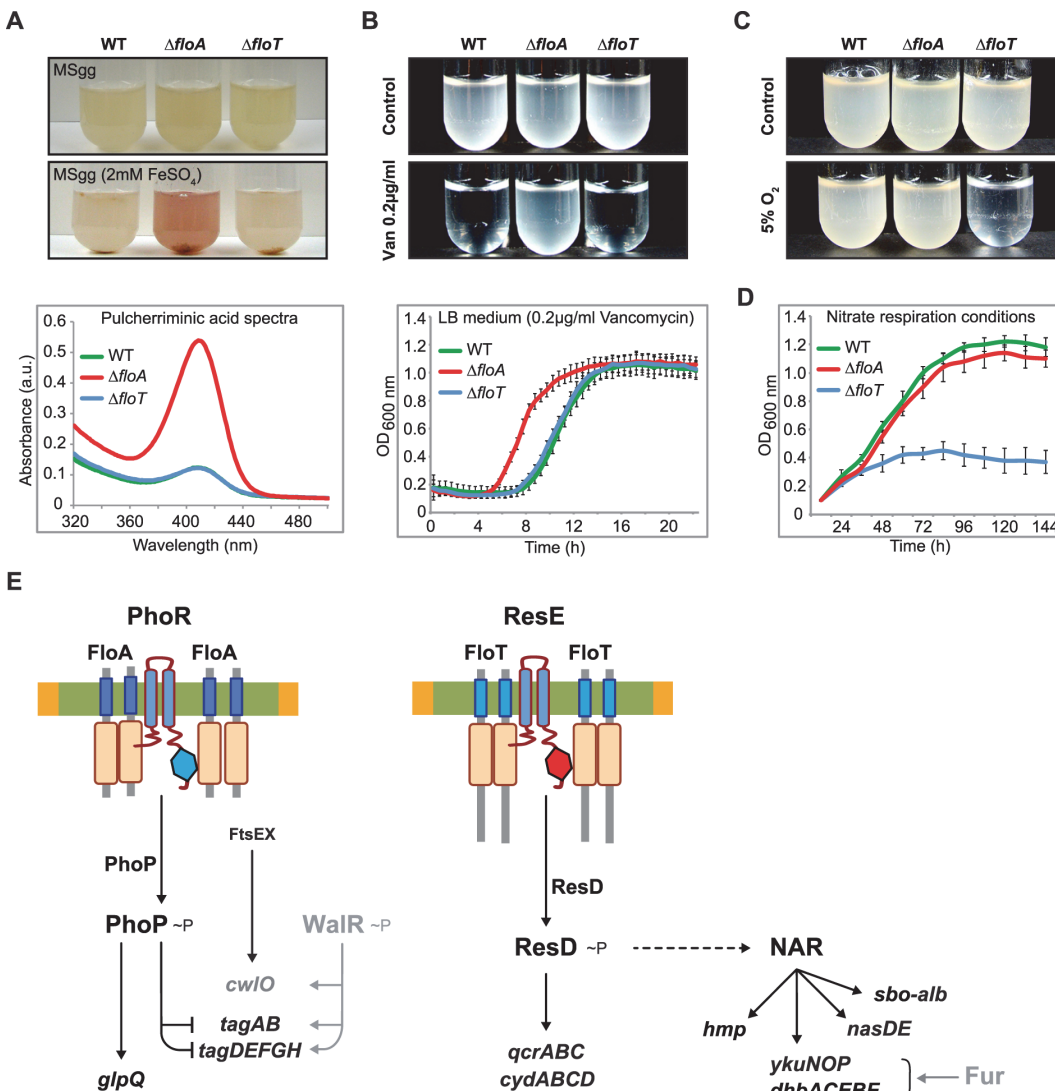 A
WT ΔfloA ΔfloT
MSgg
MSgg (2mM FeSO4)
Pulcherriminic acid spectra
0.6
0.5
0.4
0.3
0.2
0.1
0
WT
ΔfloA
ΔfloT
Absorbance (a.u.)
320 360 400 440 480
Wavelength (nm)
B
WT ΔfloA ΔfloT
Control
Van 0.2µg/ml
LB medium (0.2µg/ml Vancomycin)
1.4
1.2
1.0
0.8
0.6
0.4
0.2
0
WT
ΔfloA
ΔfloT
OD600 nm
0 4 8 12 16 20
Time (h)
C
WT ΔfloA ΔfloT
Control
5% O2
D
Nitrate respiration conditions
1.4
1.2
1.0
0.8
0.6
0.4
0.2
0
WT
ΔfloA
ΔfloT
OD600 nm
24 48 72 96 120 144
Time (h)
E
PhoR
FloA FloA
FtsEX
PhoP
PhoP ~P
WalR ~P
cwlO
tagAB
tagDEFGH
glpQ
ResE
FloT FloT
ResD
ResD ~P
NAR
qcrABC
cydABCD
hmp
sbo-alb
nasDE
ykuNOP
Fur